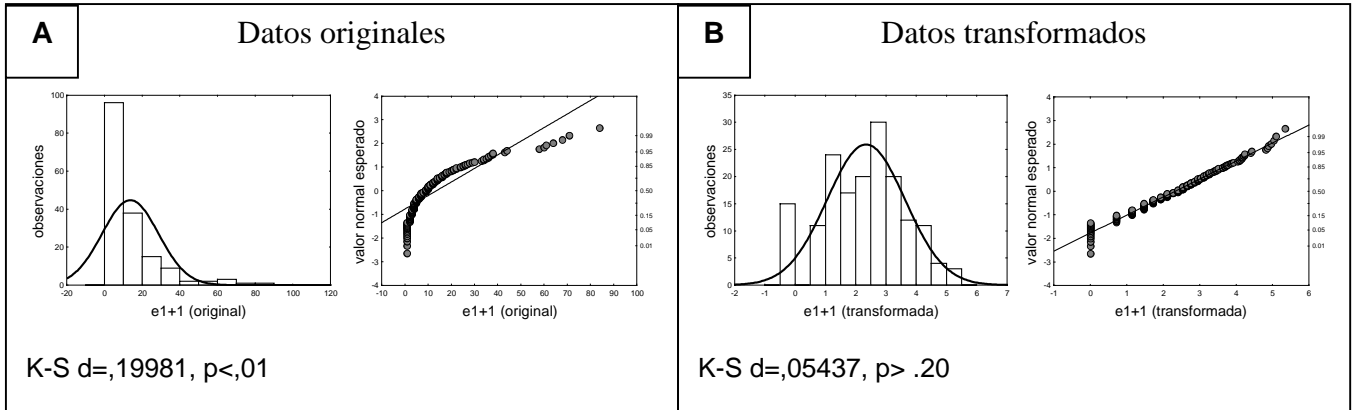 A
Datos originales
100
80
60
40
20
0
observaciones
-20 0 20 40 60 80 100 120
e1+1 (original)
4
3
2
1
0
-1
-2
-3
-4
valor normal esperado
0.99
0.95
0.85
0.50
0.15
0.05
0.01
-10 0 10 20 30 40 50 60 70 80 90 100
e1+1 (original)
K-S d=,19981, p<,01
B
Datos transformados
35
30
25
20
15
10
5
0
observaciones
-2 -1 0 1 2 3 4 5 6 7
e1+1 (transformada)
4
3
2
1
0
-1
-2
-3
-4
valor normal esperado
0.99
0.95
0.85
0.50
0.15
0.05
0.01
-1 0 1 2 3 4 5 6
e1+1 (transformada)
K-S d=,05437, p> .20